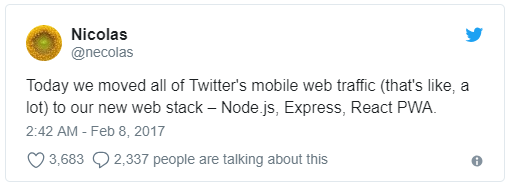 Nicolas
@necolas
Today we moved all of Twitter's mobile web traffic (that's like, a
lot) to our new web stack – Node.js, Express, React PWA.
2:42 AM - Feb 8, 2017
3,683 2,337 people are talking about this